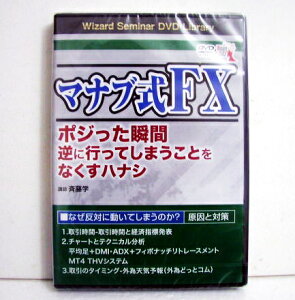 Wizard Seminar DVD Library
マナブ式FX
ポジった瞬間
逆に行ってしまうことを
なくすハナシ
講師 斉藤学
■なぜ反対に動いてしまうのか? 原因と対策
1.取引時間-取引時間と経済指標発表
2.チャートとテクニカル分析
平均足+DMI・ADX+フィボナッチリトレースメント
MT4 THVシステム
3.取引のタイミング-外為天予報(外為どっとコム)